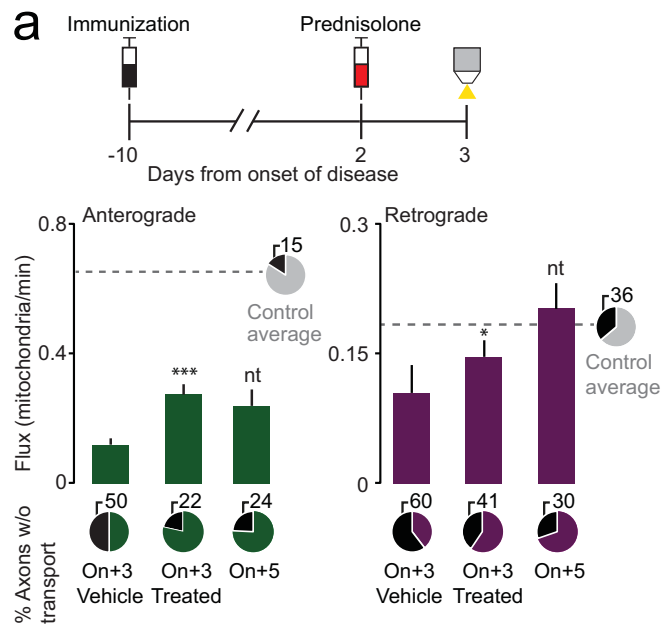 a
Immunization
Prednisolone
-10
2
3
Days from onset of disease
Flux (mitochondria/min)
0.8
0.4
0
Anterograde
15
Control
average
***
nt
0.3
0.15
0
Retrograde
nt
*
36
Control
average
% Axons w/o
transport
50
22
24
On+3
Vehicle
On+3
Treated
On+5
60
41
30
On+3
Vehicle
On+3
Treated
On+5